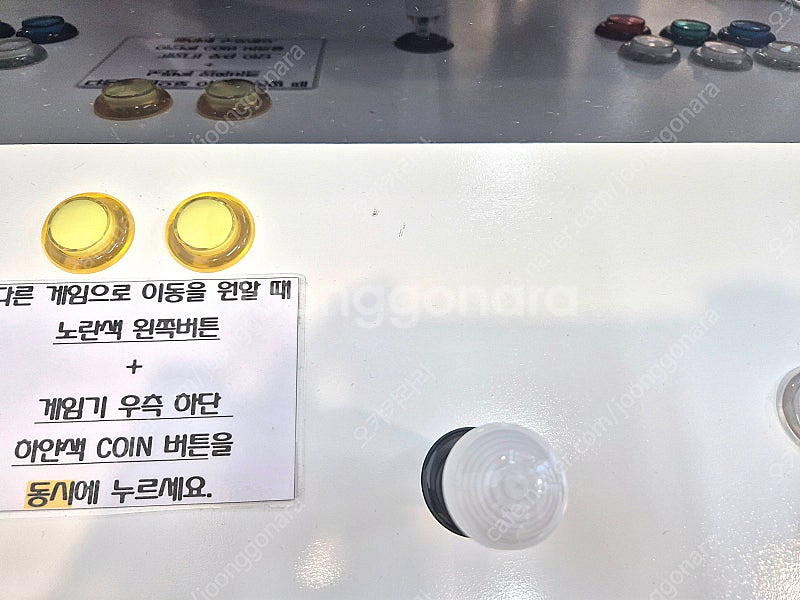 다른 게임으로 이동을 원할 때
노란색 왼쪽버튼
+
게임기 우측 하단
하얀색 COIN 버튼을
동시에 누르세요.
joonggonara